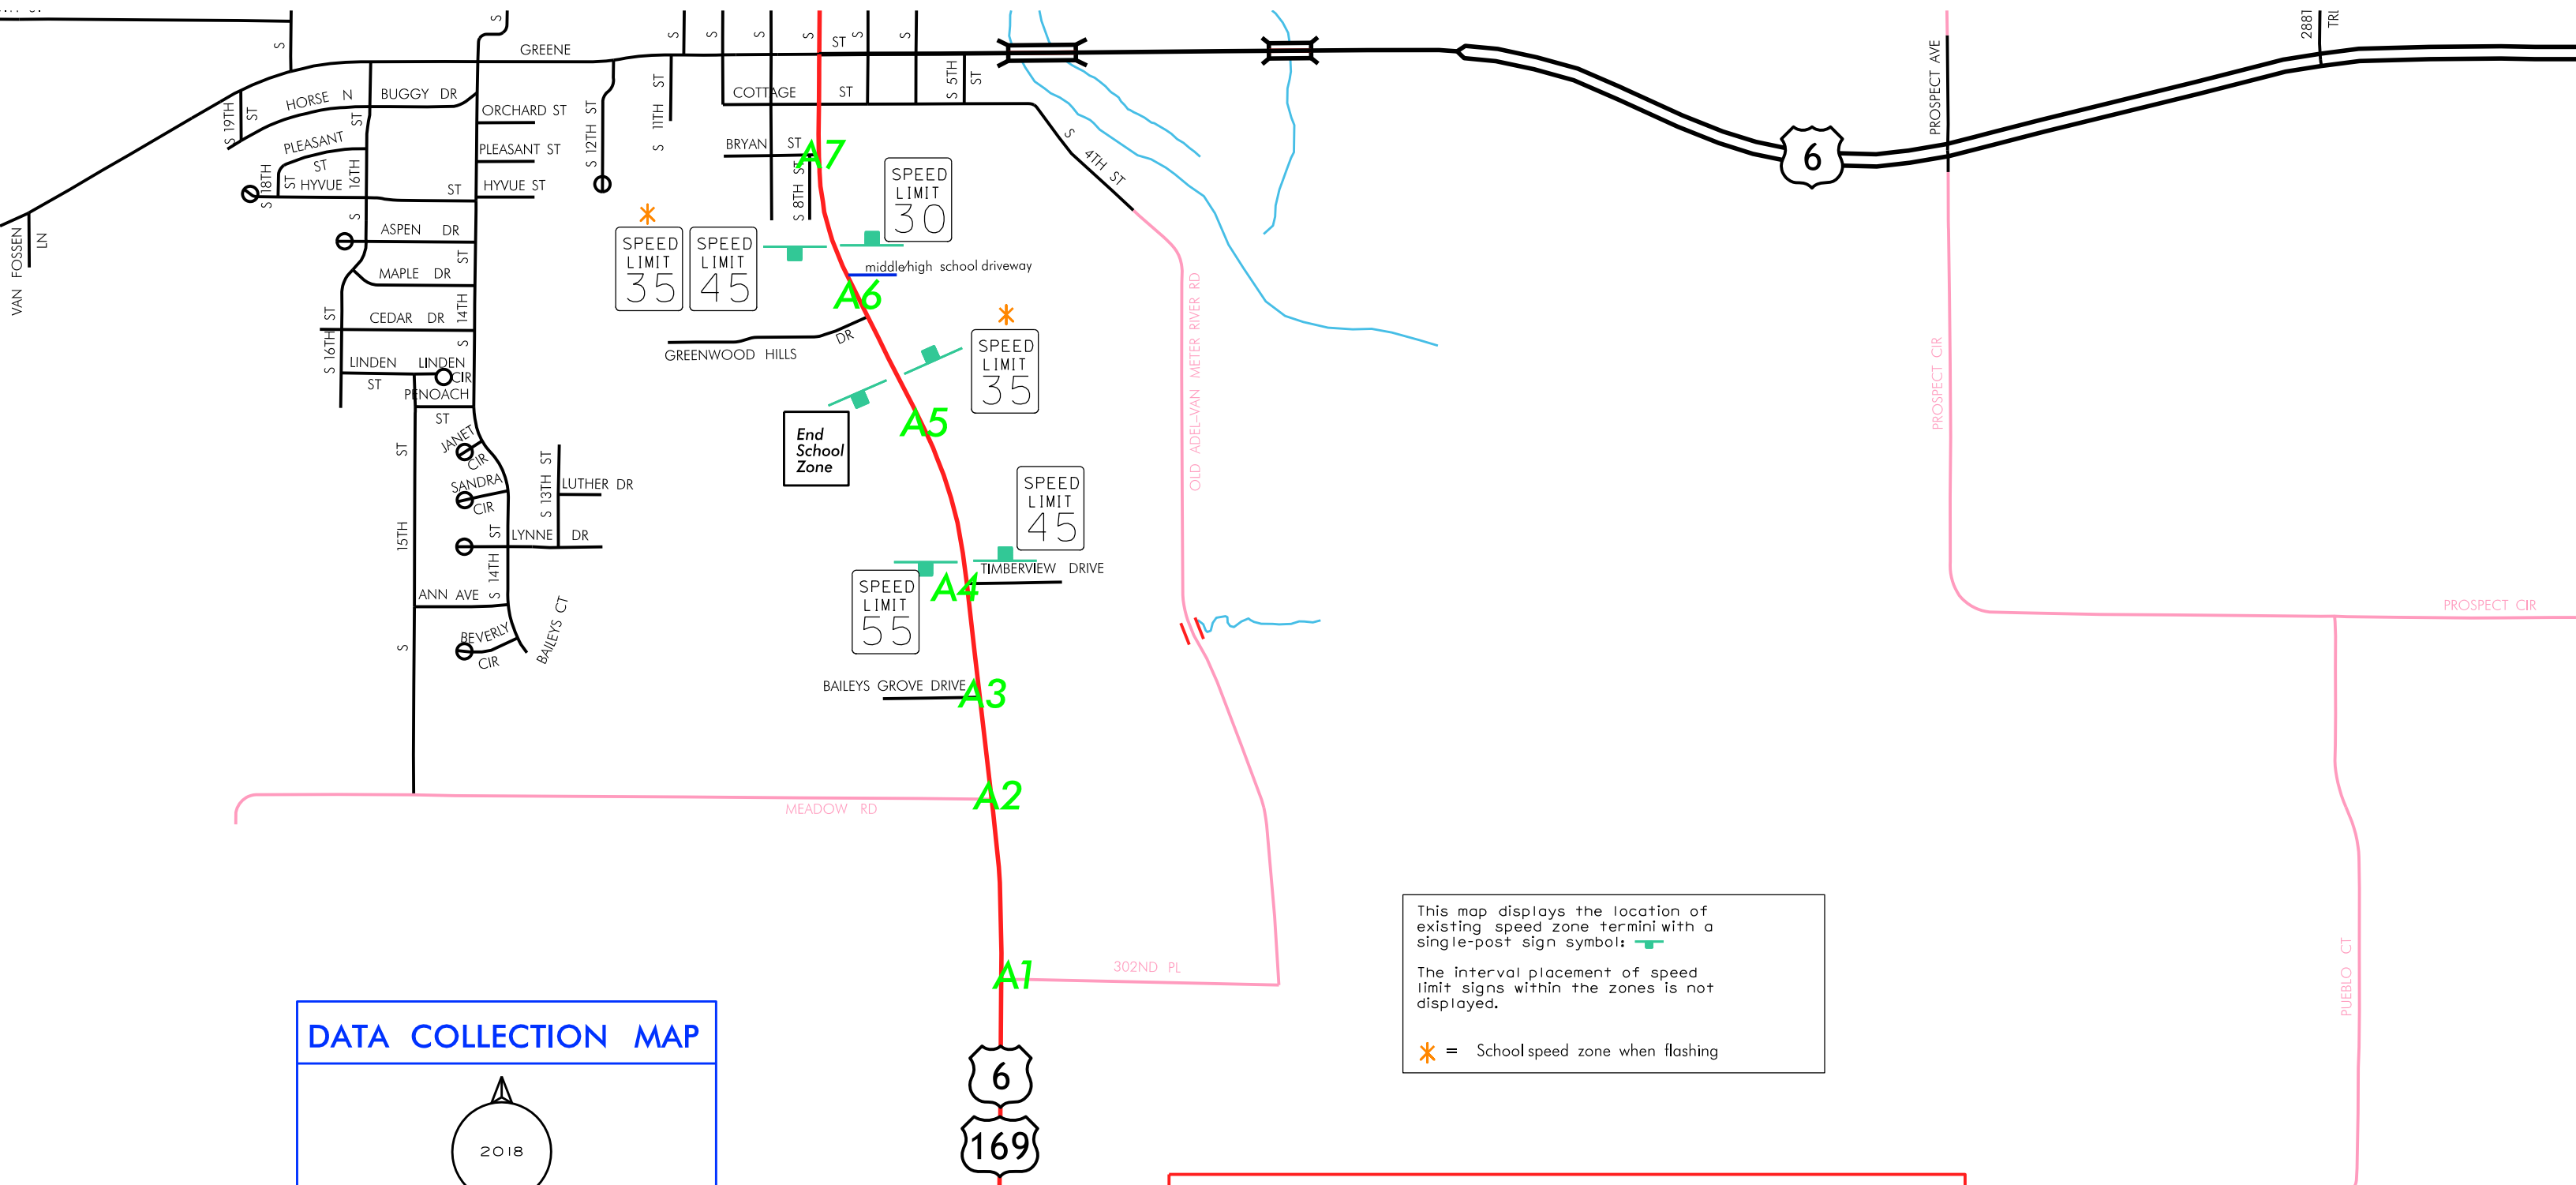 GREENE
ST
S
S
S
S
S
S
S
S
S 19TH
ST
HORSE N
BUGGY DR
ST
ORCHARD ST
PLEASANT
ST
PLEASANT ST
S 18TH
ST
HYVUE
16TH
S
ST
HYVUE ST
S 12TH ST
S 11TH ST
COTTAGE ST
S 5TH
ST
BRYAN ST
S 8TH ST
S 4TH ST
VAN FOSSEN
LN
ASPEN DR
MAPLE DR
CEDAR DR
S 16TH ST
S 14TH ST
LINDEN
ST
LINDEN
CIR
PENOACH
ST
JANET
CIR
SANDRA
CIR
S 13TH ST
LUTHER DR
LYNNE DR
S 15TH ST
S 14TH ST
ANN AVE
BEVERLY
CIR
BAILEYS CT
A7
SPEED
LIMIT
30
SPEED
LIMIT
35
SPEED
LIMIT
45
middle/high school driveway
A6
GREENWOOD HILLS DR
SPEED
LIMIT
35
A5
End
School
Zone
SPEED
LIMIT
45
TIMBERVIEW DRIVE
A4
SPEED
LIMIT
55
BAILEYS GROVE DRIVE
A3
A2
MEADOW RD
A1
302ND PL
OLD ADEL-VAN METER RIVER RD
6
PROSPECT AVE
PROSPECT CIR
PROSPECT CIR
PUEBLO CT
2881
6
169
DATA COLLECTION MAP
2018
This map displays the location of
existing speed zone termini with a
single-post sign symbol:
The interval placement of speed
limit signs within the zones is not
displayed.
= School speed zone when flashing